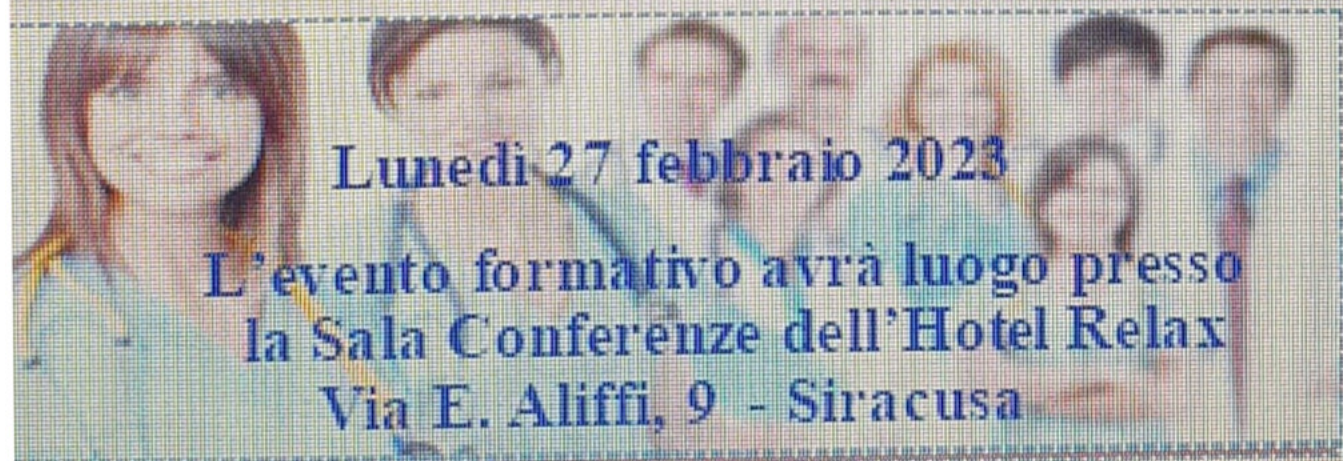 Lunedì 27 febbraio 2023
L'evento formativo avrà luogo presso
la Sala Conferenze dell'Hotel Relax
Via E. Aliffi, 9 - Siracusa